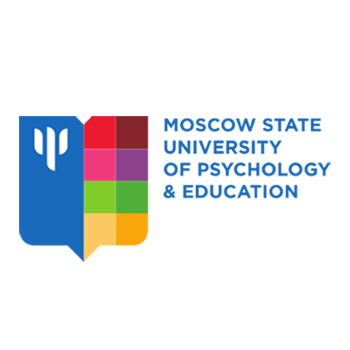 MOSCOW STATE
UNIVERSITY
OF PSYCHOLOGY
& EDUCATION